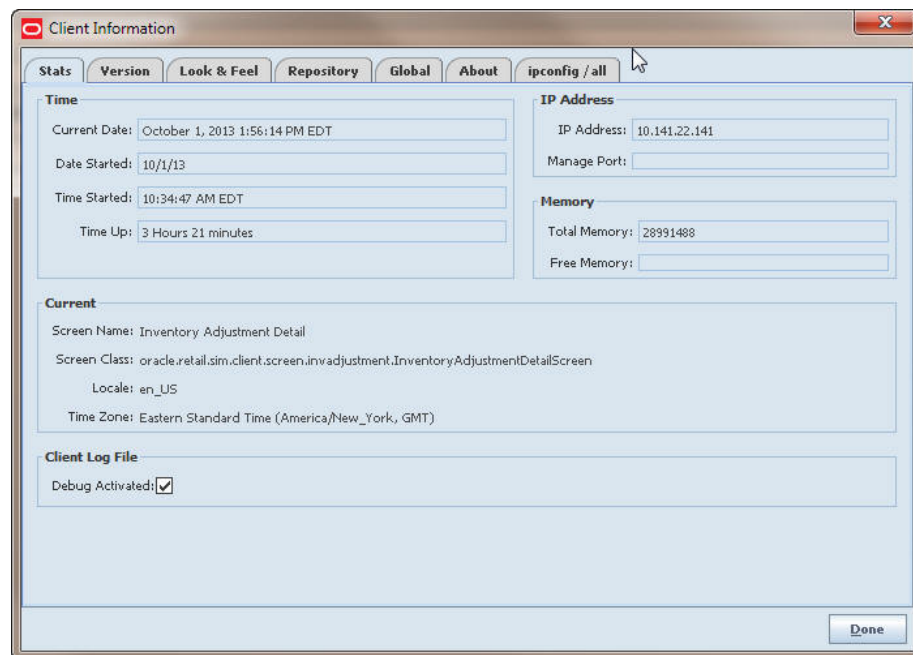 Client Information
Stats Version Look & Feel Repository Global About ipconfig / all
Time
Current Date: October 1, 2013 1:56:14 PM EDT
Date Started: 10/1/13
Time Started: 10:34:47 AM EDT
Time Up: 3 Hours 21 minutes
IP Address
IP Address: 10.141.22.141
Manage Port:
Memory
Total Memory: 28991488
Free Memory:
Current
Screen Name: Inventory Adjustment Detail
Screen Class: oracle.retail.sim.client.screen.invadjustment.InventoryAdjustmentDetailScreen
Locale: en_US
Time Zone: Eastern Standard Time (America/New_York, GMT)
Client Log File
Debug Activated:
Done